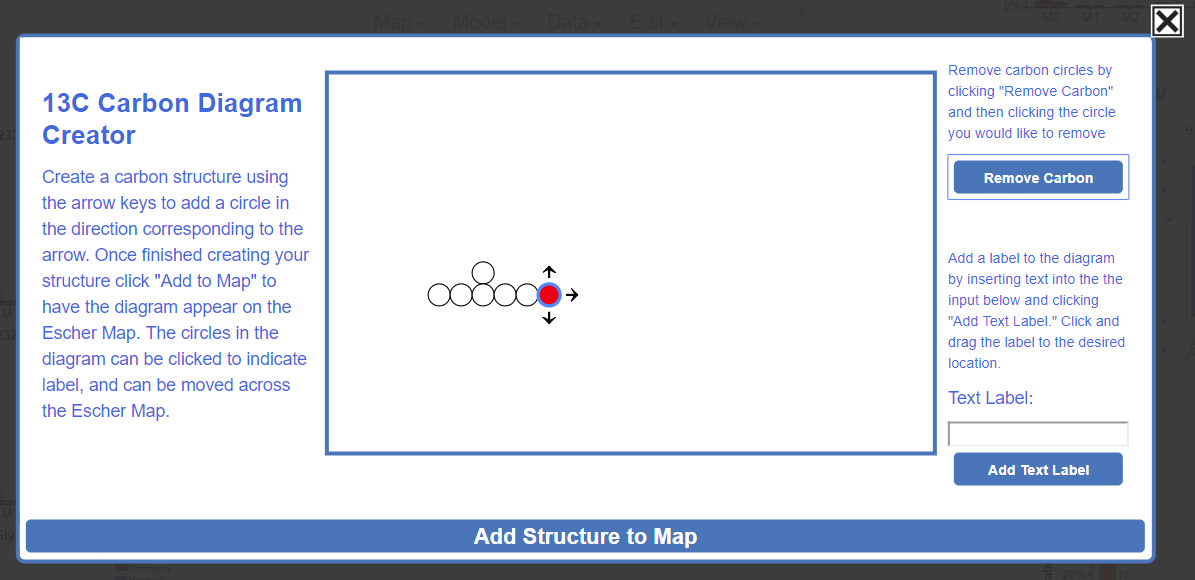 Map Model Data Edit View ?
0%
M0 M1 M2
13C Carbon Diagram
Creator
Create a carbon structure using
the arrow keys to add a circle in
the direction corresponding to the
arrow. Once finished creating your
structure click "Add to Map" to
have the diagram appear on the
Escher Map. The circles in the
diagram can be clicked to indicate
label, and can be moved across
the Escher Map.
Remove carbon circles by
clicking "Remove Carbon"
and then clicking the circle
you would like to remove
Remove Carbon
Add a label to the diagram
by inserting text into the the
input below and clicking
"Add Text Label." Click and
drag the label to the desired
location.
Text Label:
Add Text Label
Add Structure to Map
20%